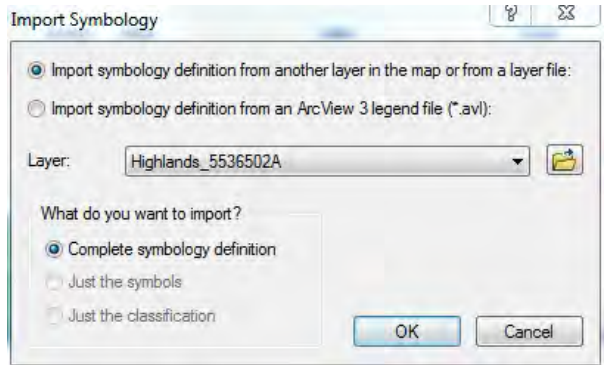 Import Symbology
?
Import symbology definition from another layer in the map or from a layer file:
Import symbology definition from an ArcView 3 legend file (*.avl):
Layer: Highlands_5536502A
What do you want to import?
Complete symbology definition
Just the symbols
Just the classification
OK Cancel